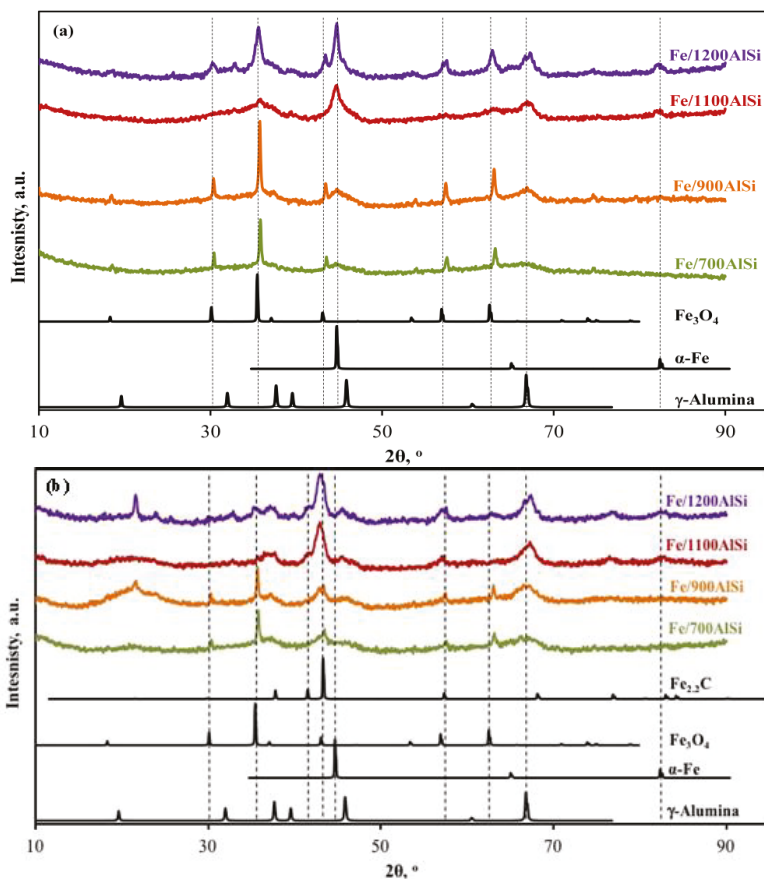 (a)
Fe/1200AlSi
Fe/1100AlSi
Fe/900AlSi
Fe/700AlSi
Fe₃O₄
α-Fe
γ-Alumina
Intesnisty, a.u.
10 30 50 70 90
2θ, °
(b)
Fe/1200AlSi
Fe/1100AlSi
Fe/900AlSi
Fe/700AlSi
Fe₂.₂C
Fe₃O₄
α-Fe
γ-Alumina
Intesnisty, a.u.
10 30 50 70 90
2θ, °